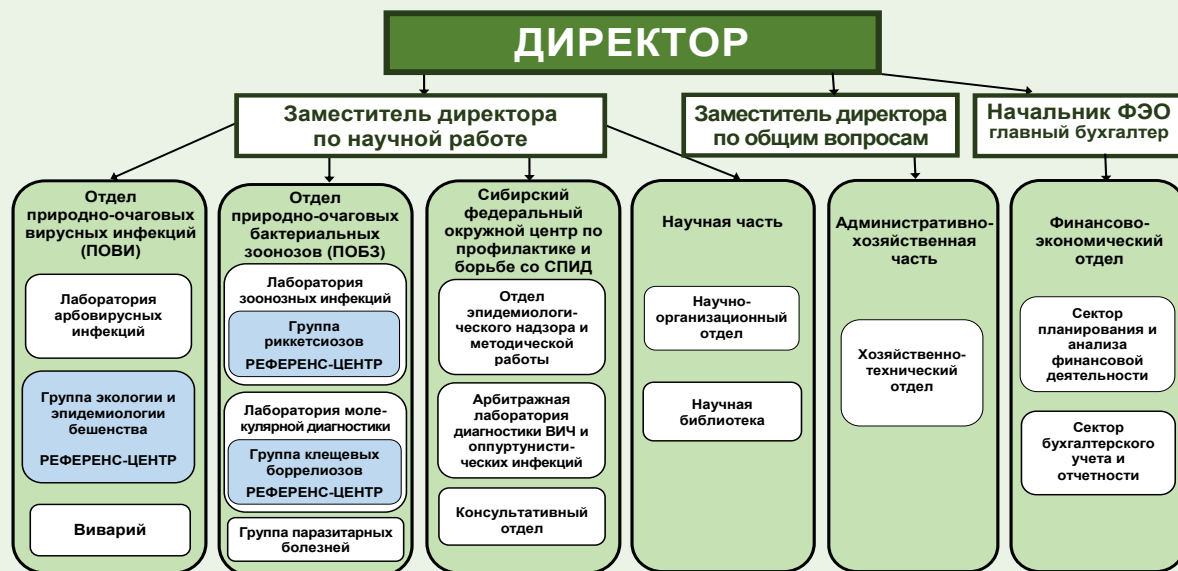 ДИРЕКТОР
Заместитель директора
по научной работе
Заместитель директора
по общим вопросам
Начальник ФЭО
главный бухгалтер
Отдел
природно-очаговых
вирусных инфекций
(ПОВИ)
Лаборатория
арбовирусных
инфекций
Группа экологии и
эпидемиологии
бешенства
РЕФЕРЕНС-ЦЕНТР
Виварий
Отдел
природно-очаговых
бактериальных
зоонозов (ПОБЗ)
Лаборатория
зоонозных инфекций
Группа
риккетсиозов
РЕФЕРЕНС-ЦЕНТР
Лаборатория моле-
кулярной диагностики
Группа клещевых
боррелиозов
РЕФЕРЕНС-ЦЕНТР
Группа паразитарных
болезней
Сибирский
федеральный
окружной центр по
профилактике и
борьбе со СПИД
Отдел
эпидемиологи-
ческого надзора и
методической
работы
Арбитражная
лаборатория
диагностики ВИЧ и
оппуртунисти-
ческих инфекций
Консультативный
отдел
Научная часть
Научно-
организационный
отдел
Научная
библиотека
Административно-
хозяйственная
часть
Хозяйственно-
технический
отдел
Финансово-
экономический
отдел
Сектор
планирования и
анализа
финансовой
деятельности
Сектор
бухгалтерского
учета и
отчетности